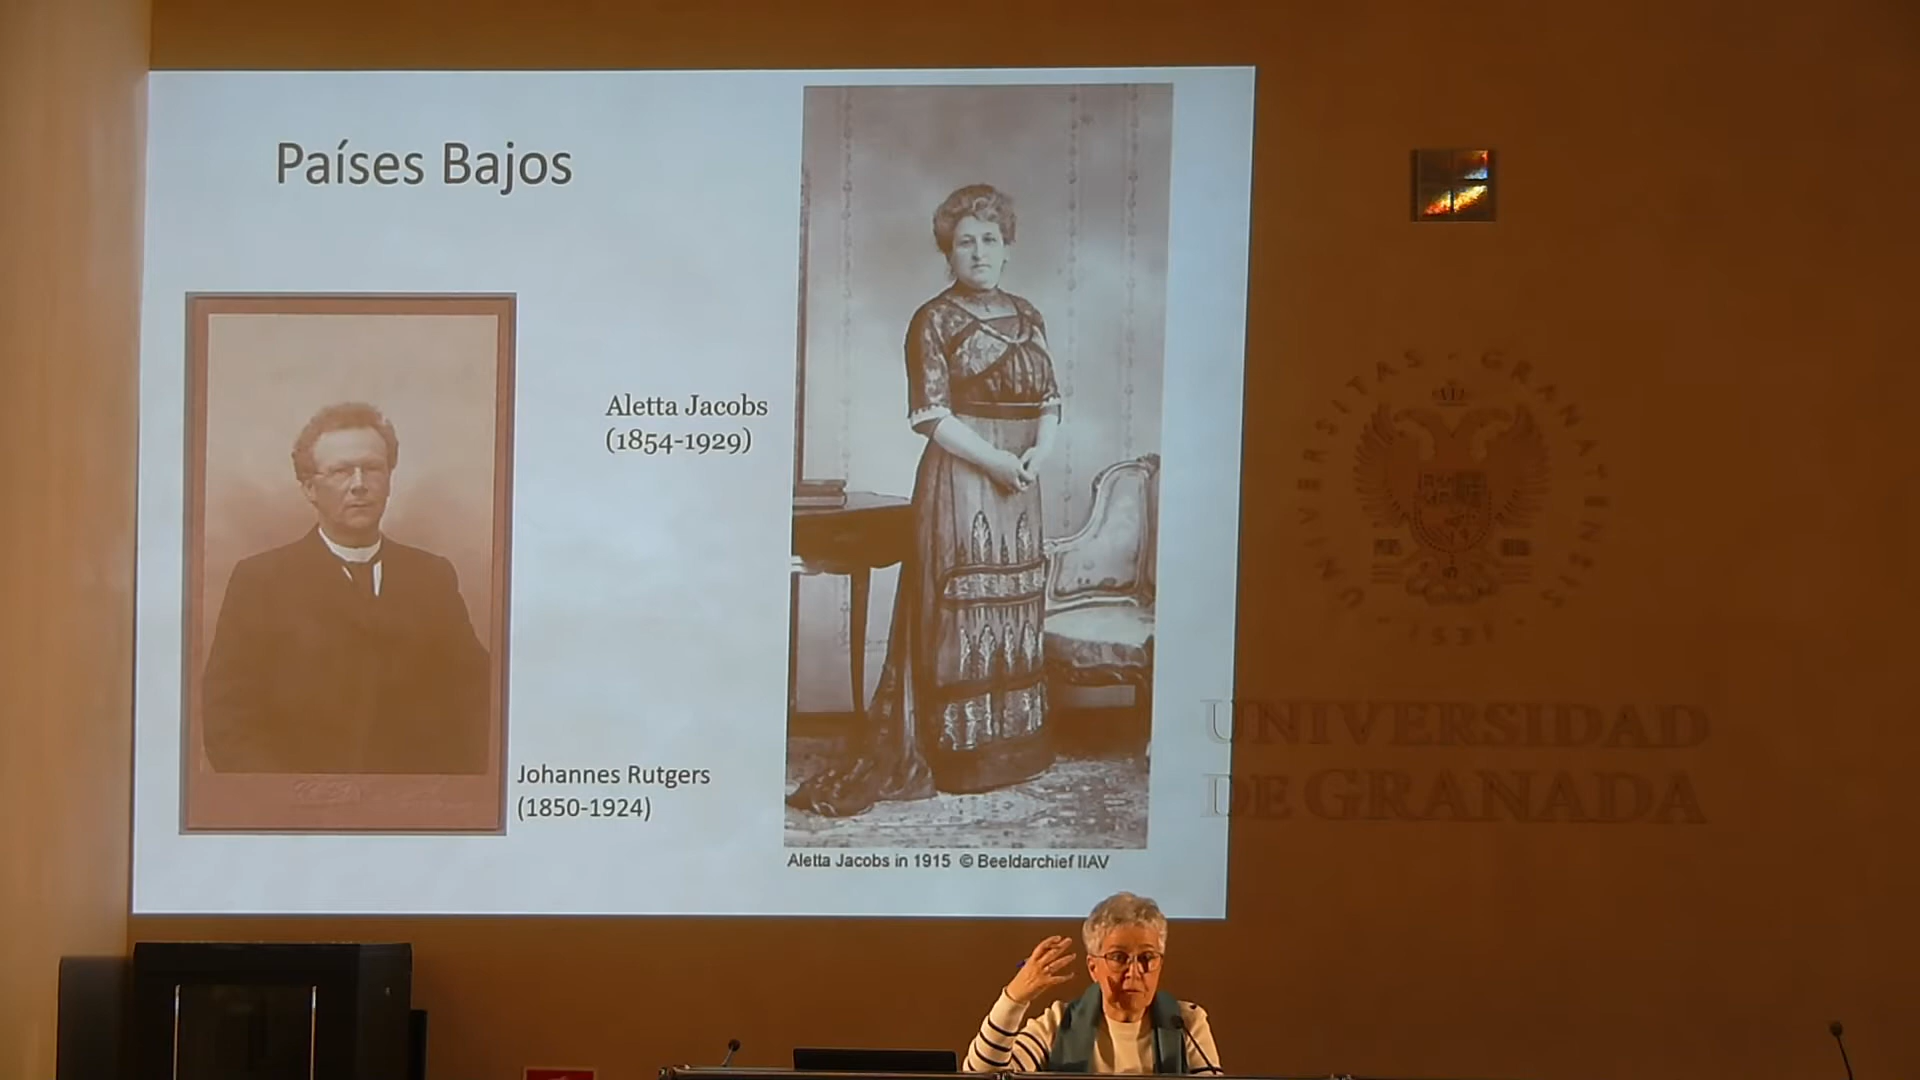 Países Bajos
Aletta Jacobs
(1854-1929)
Johannes Rutgers
(1850-1924)
Aletta Jacobs in 1915 © Beeldarchief IIAV
UNIVERSITAS · GRANATENSIS
· 1531 ·
UNIVERSIDAD
DE GRANADA